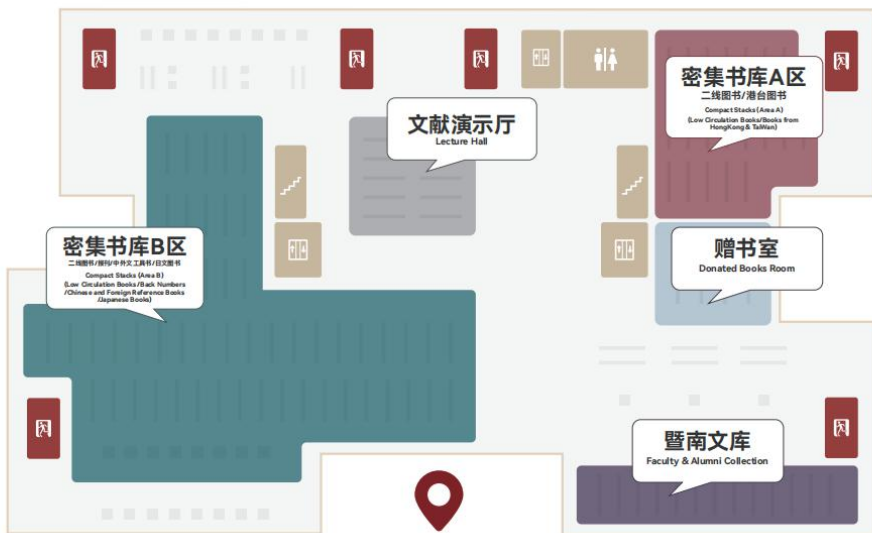 密集书库A区
二线图书/港台图书
Compact Stacks (Area A)
(Low Circulation Books/Books from
HongKong & TaiWan)
文献演示厅
Lecture Hall
密集书库B区
二线图书/报刊/中外文工具书/日文图书
Compact Stacks (Area B)
(Low Circulation Books/Back Numbers
/Chinese and Foreign Reference Books
/Japanese Books)
赠书室
Donated Books Room
暨南文库
Faculty & Alumni Collection